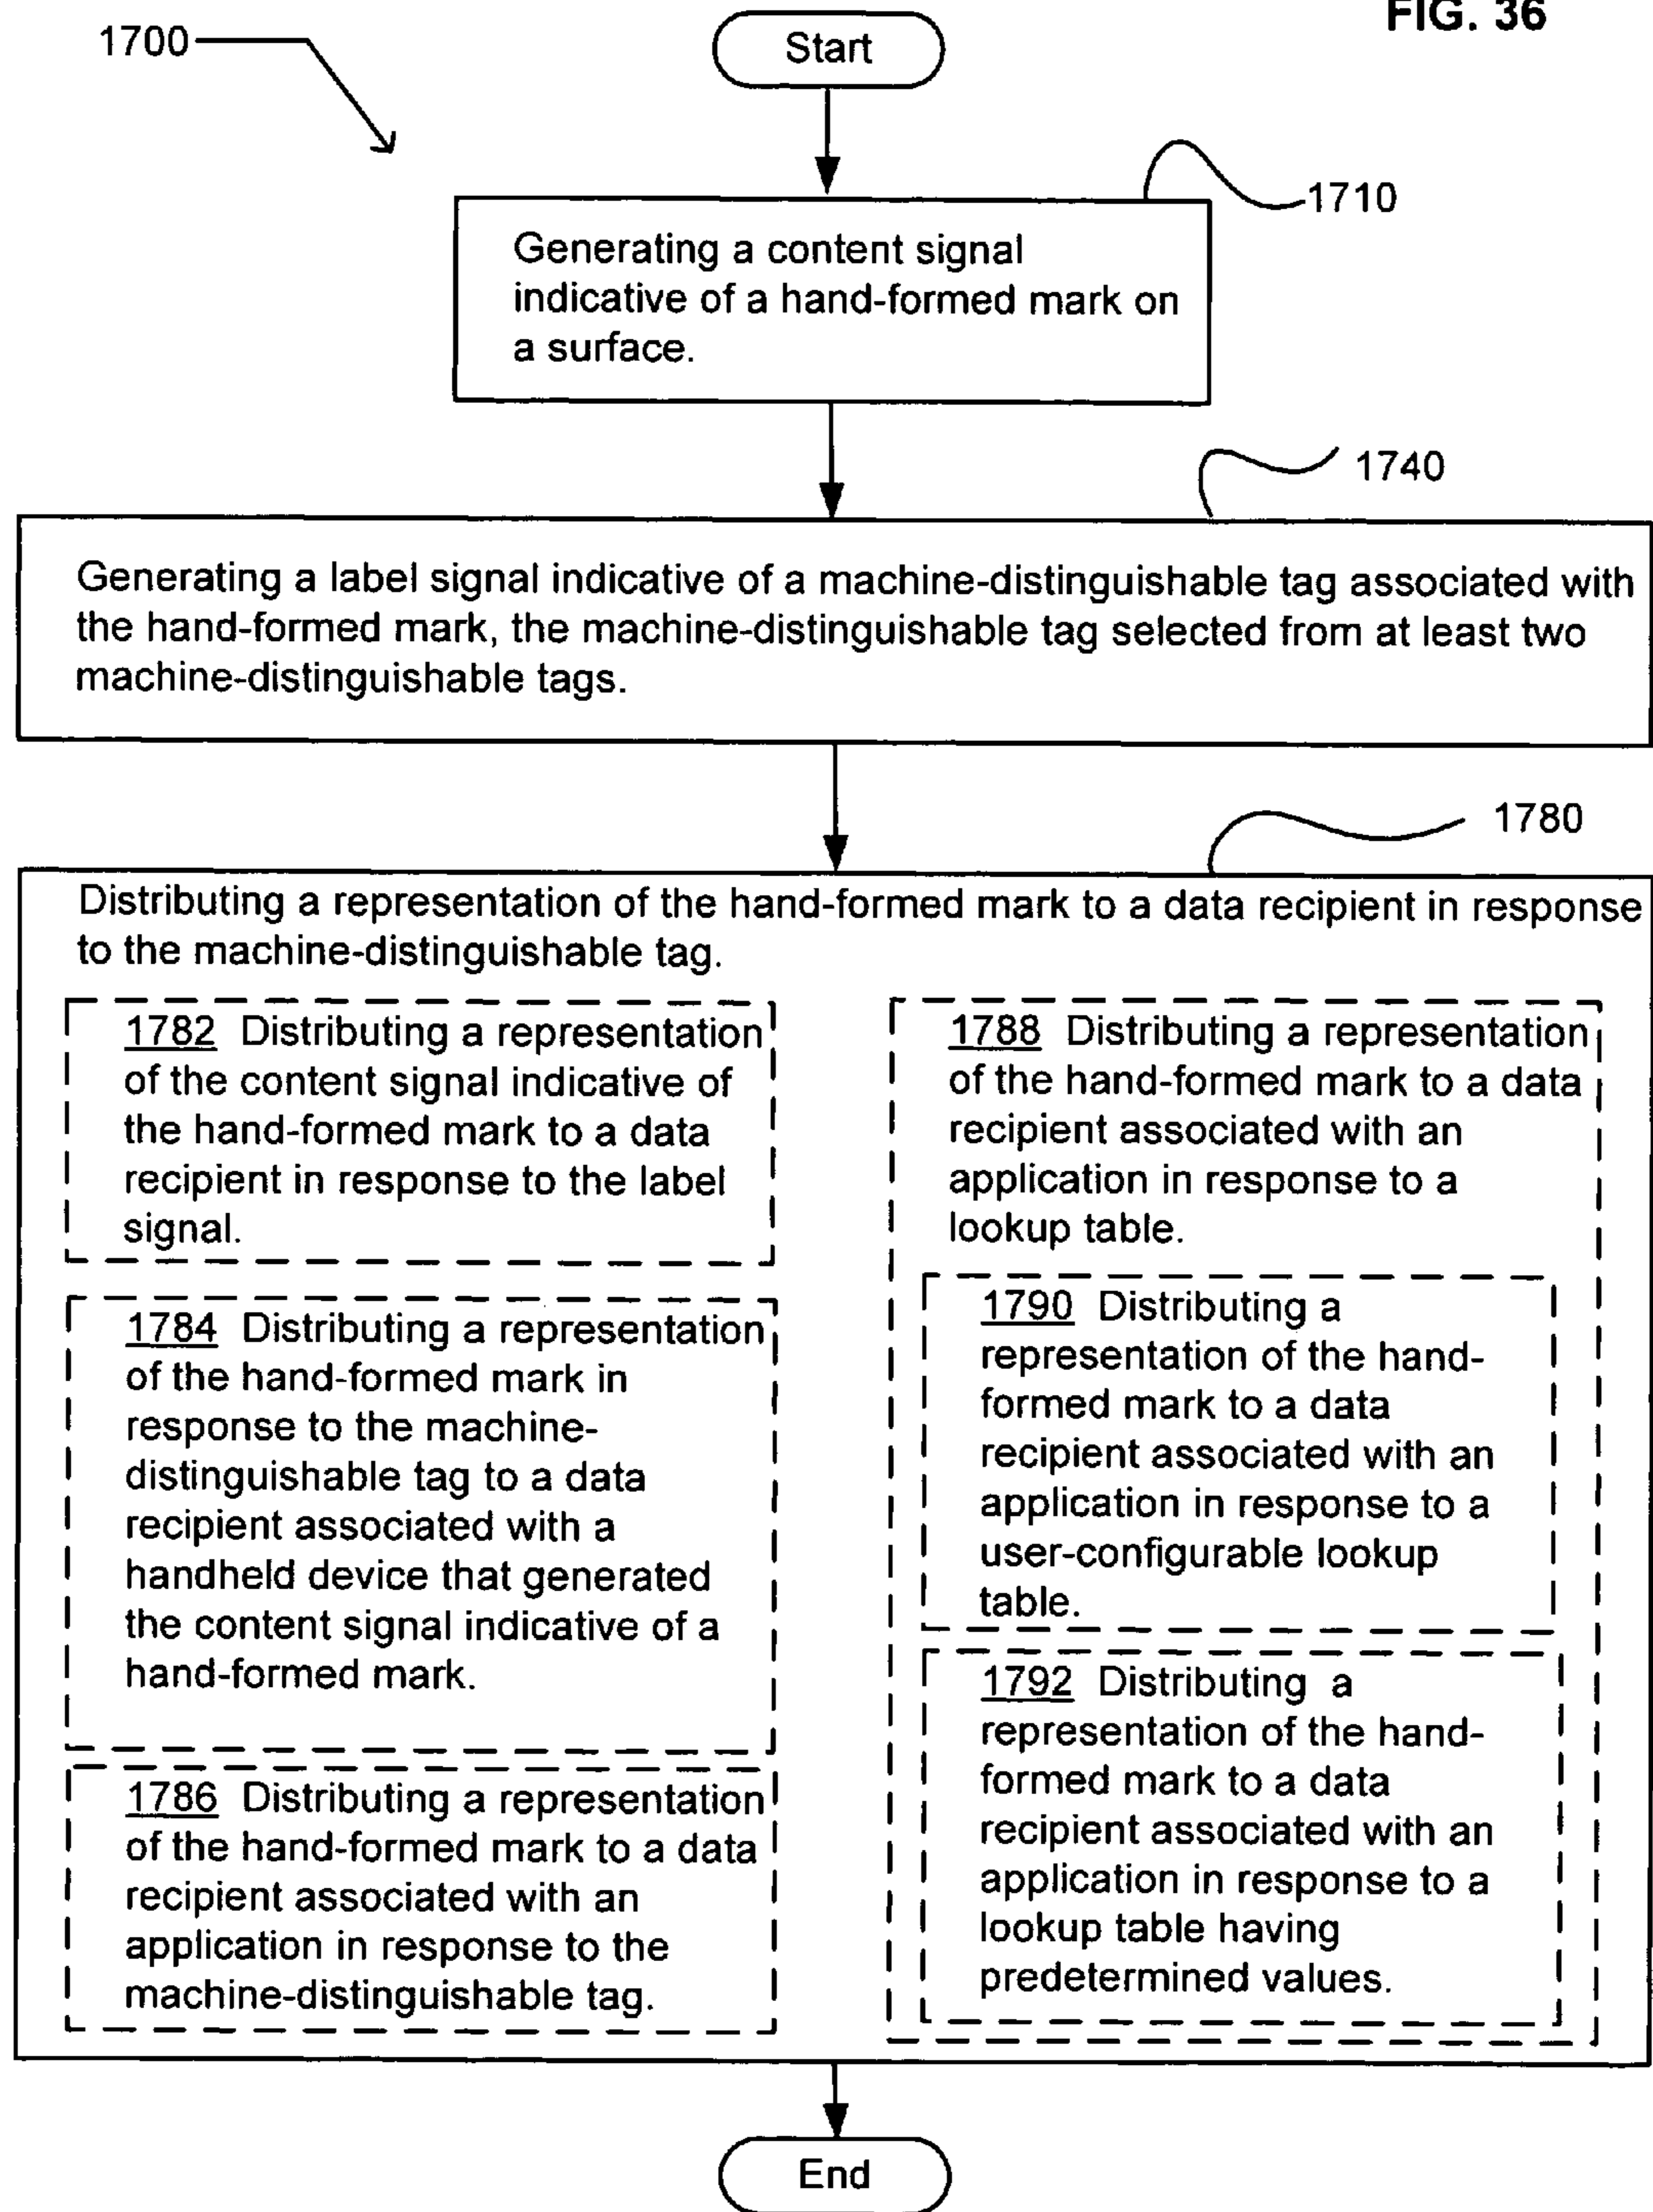 FIG. 36
1700
Start
1710
Generating a content signal
indicative of a hand-formed mark on
a surface.
1740
Generating a label signal indicative of a machine-distinguishable tag associated with
the hand-formed mark, the machine-distinguishable tag selected from at least two
machine-distinguishable tags.
1780
Distributing a representation of the hand-formed mark to a data recipient in response
to the machine-distinguishable tag.
1782 Distributing a representation
of the content signal indicative of
the hand-formed mark to a data
recipient in response to the label
signal.
1784 Distributing a representation
of the hand-formed mark in
response to the machine-
distinguishable tag to a data
recipient associated with a
handheld device that generated
the content signal indicative of a
hand-formed mark.
1786 Distributing a representation
of the hand-formed mark to a data
recipient associated with an
application in response to the
machine-distinguishable tag.
1788 Distributing a representation
of the hand-formed mark to a data
recipient associated with an
application in response to a
lookup table.
1790 Distributing a
representation of the hand-
formed mark to a data
recipient associated with an
application in response to a
user-configurable lookup
table.
1792 Distributing a
representation of the hand-
formed mark to a data
recipient associated with an
application in response to a
lookup table having
predetermined values.
End